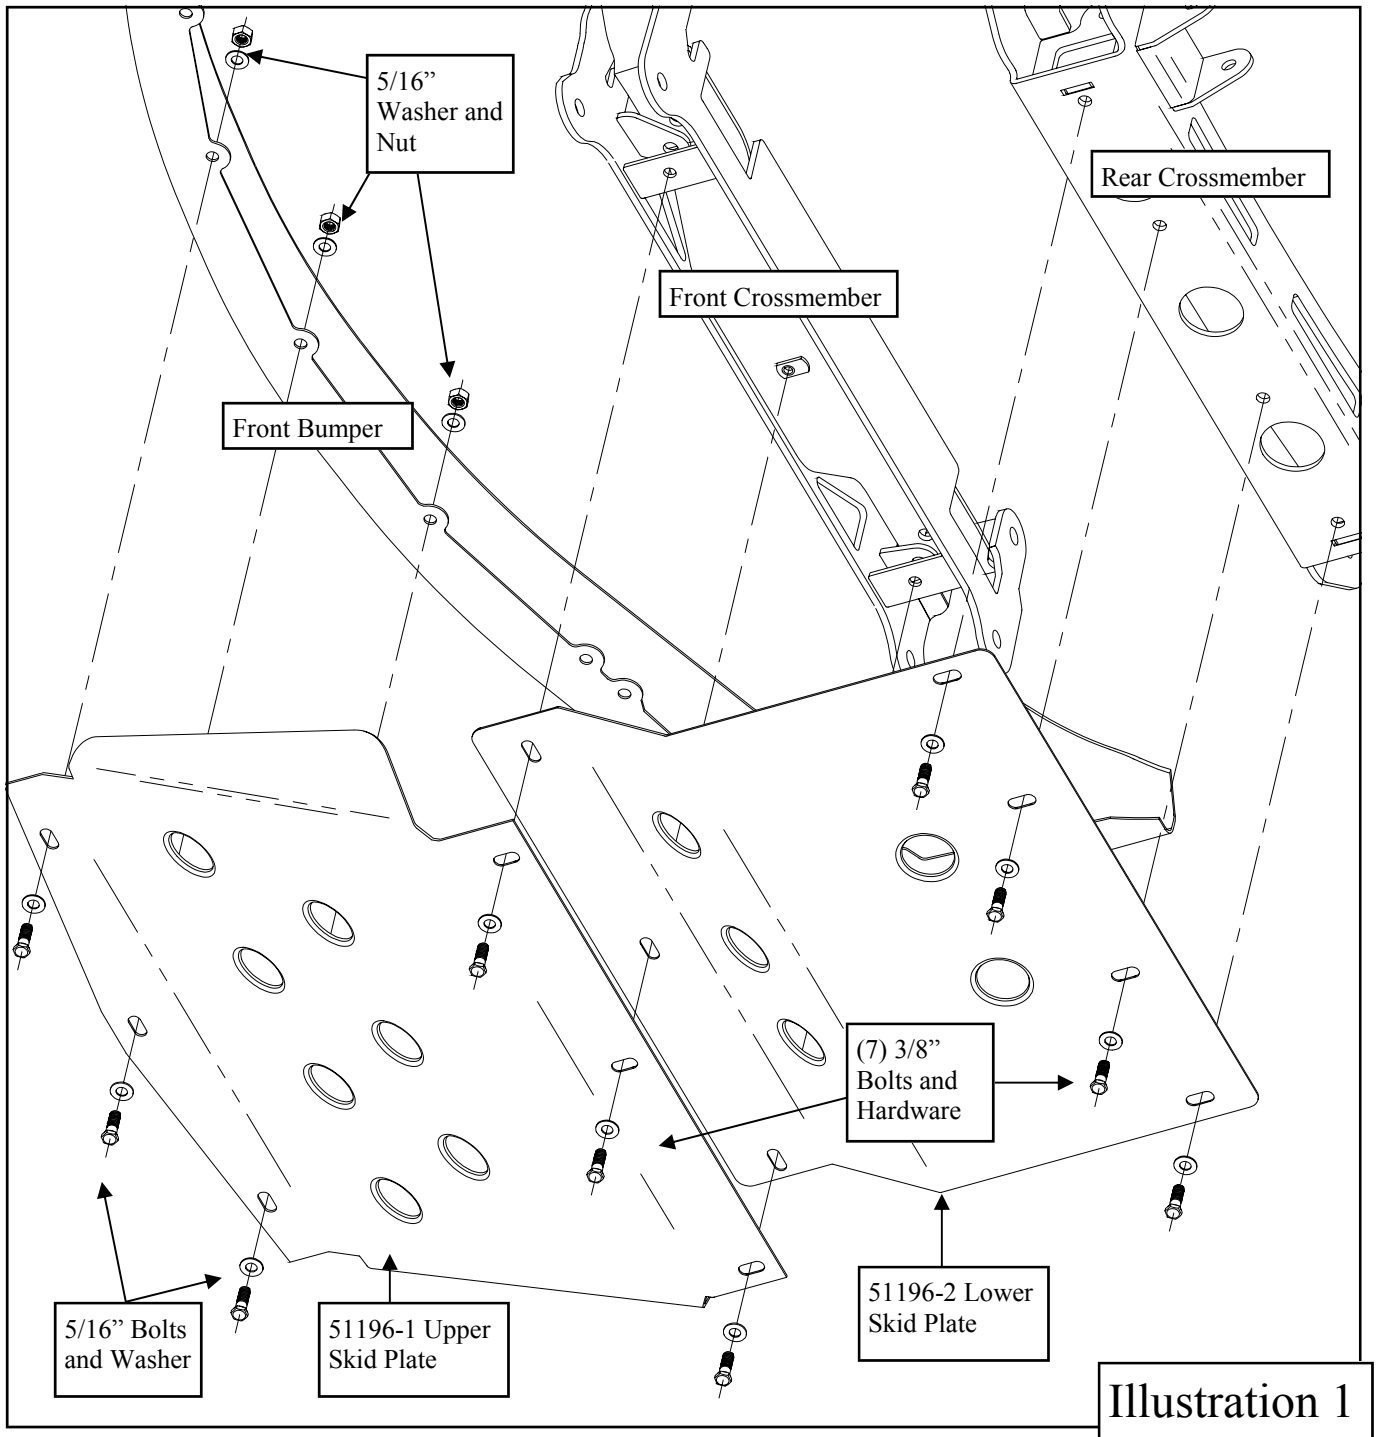 5/16”
Washer and
Nut
Rear Crossmember
Front Crossmember
Front Bumper
(7) 3/8”
Bolts and
Hardware
51196-2 Lower
Skid Plate
5/16” Bolts
and Washer
51196-1 Upper
Skid Plate
Illustration 1